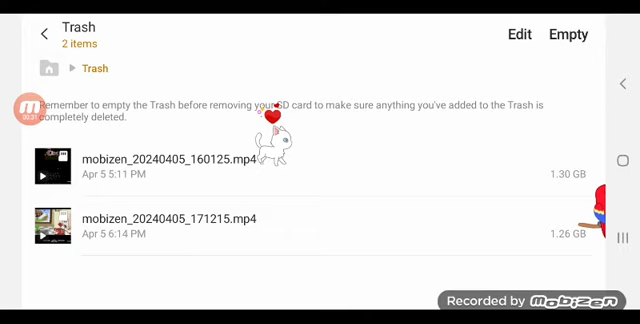 Trash
2 items
Edit
Empty
Trash
Remember to empty the Trash before removing your SD card to make sure anything you've added to the Trash is
completely deleted.
00:31
mobizen_20240405_160125.mp4
Apr 5 5:11 PM
1.30 GB
mobizen_20240405_171215.mp4
Apr 5 6:14 PM
1.26 GB
Recorded by Mobizen